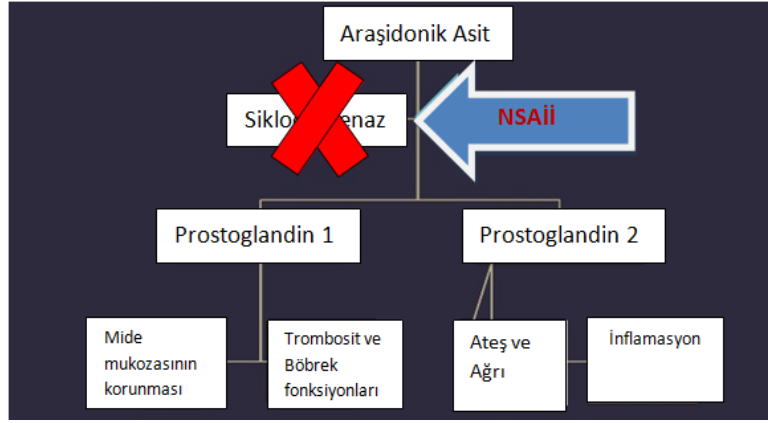 Araşidonik Asit
NSAİİ
Prostoglandin 1
Prostoglandin 2
Mide
mukozasının
korunması
Trombosit ve
Böbrek
fonksiyonları
Ateş ve
Ağrı
İnflamasyon